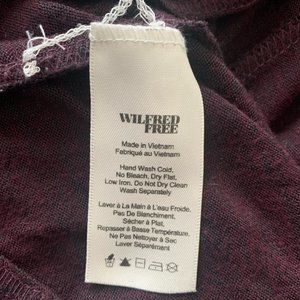 WILFRED
FREE
Made in Vietnam
Fabriqué au Vietnam
Hand Wash Cold,
No Bleach, Dry Flat,
Low Iron, Do Not Dry Clean
Wash Separately
Laver à La Main à L'eau Froide,
Pas De Blanchiment,
Sécher à Plat,
Repasser à Basse Température,
Ne Pas Nettoyer à Sec
Laver Séparément